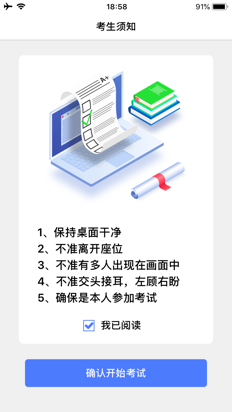 18:58
91%
考生须知
A+
1、保持桌面干净
2、不准离开座位
3、不准有多人出现在画面中
4、不准交头接耳，左顾右盼
5、确保是本人参加考试
我已阅读
确认开始考试